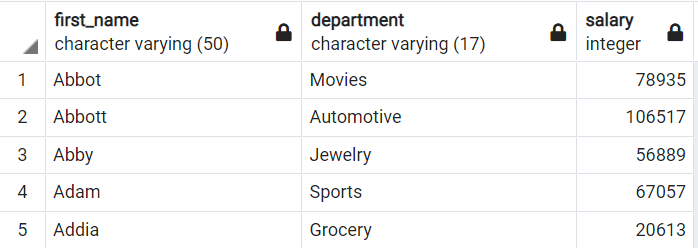 first_name department salary
character varying (50) character varying (17) integer
1 Abbot Movies 78935
2 Abbott Automotive 106517
3 Abby Jewelry 56889
4 Adam Sports 67057
5 Addia Grocery 20613